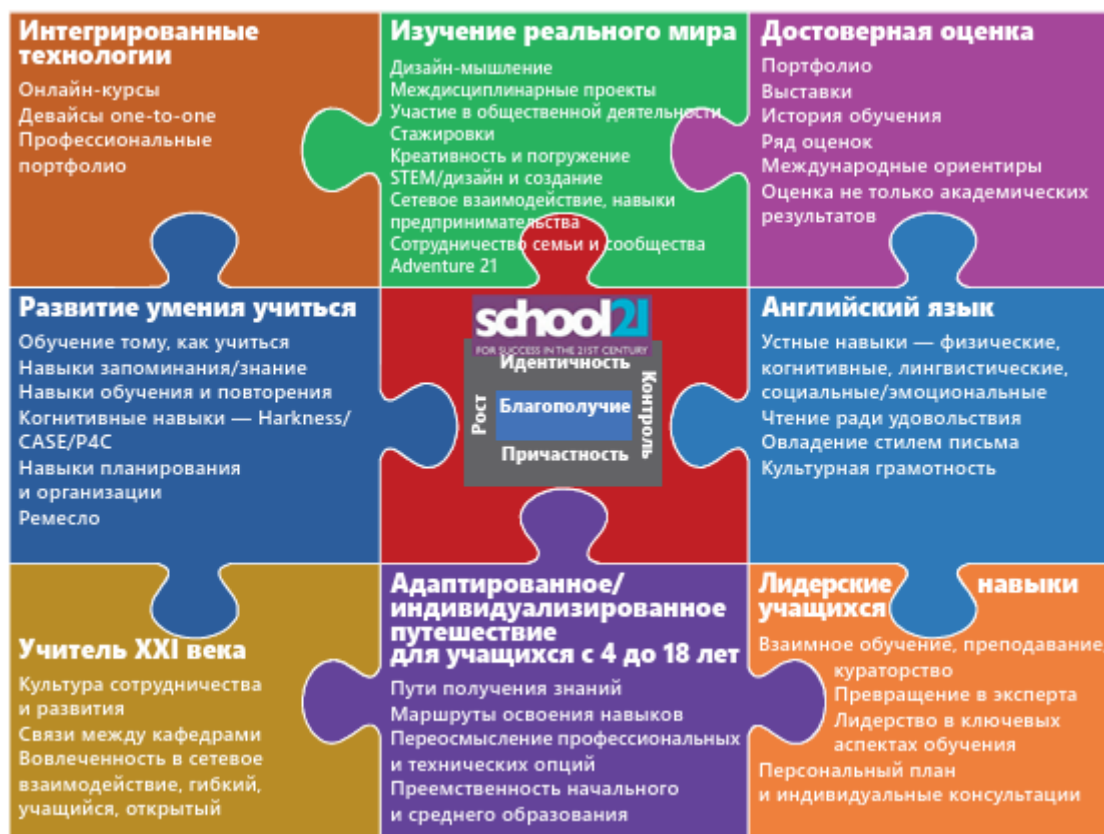 Интегрированные
технологии
Онлайн-курсы
Девайсы one-to-one
Профессиональные
портфолио
Изучение реального мира
Дизайн-мышление
Междисциплинарные проекты
Участие в общественной деятельности
Стажировки
Креативность и погружение
STEM/дизайн и создание
Сетевое взаимодействие, навыки
предпринимательства
Сотрудничество семьи и сообщества
Adventure 21
Достоверная оценка
Портфолио
Выставки
История обучения
Ряд оценок
Международные ориентиры
Оценка не только академических
результатов
Развитие умения учиться
Обучение тому, как учиться
Навыки запоминания/знание
Навыки обучения и повторения
Когнитивные навыки — Harkness/
CASE/P4C
Навыки планирования
и организации
Ремесло
school21
FOR SUCCESS IN THE 21ST CENTURY
Идентичность
Рост
Благополучие
Контроль
Причастность
Английский язык
Устные навыки — физические,
когнитивные, лингвистические,
социальные/эмоциональные
Чтение ради удовольствия
Овладение стилем письма
Культурная грамотность
Учитель XXI века
Культура сотрудничества
и развития
Связи между кафедрами
Вовлеченность в сетевое
взаимодействие, гибкий,
учащийся, открытый
Адаптированное/
индивидуализированное
путешествие
для учащихся с 4 до 18 лет
Пути получения знаний
Маршруты освоения навыков
Переосмысление профессиональных
и технических опций
Преемственность начального
и среднего образования
Лидерские навыки
учащихся
Взаимное обучение, преподавание,
кураторство
Превращение в эксперта
Лидерство в ключевых
аспектах обучения
Персональный план
и индивидуальные консультации